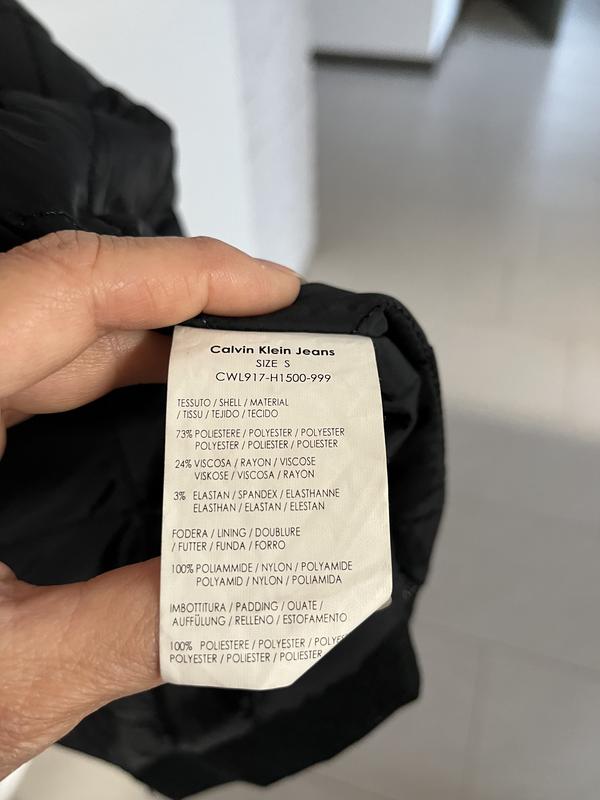 Calvin Klein Jeans
SIZE S
CWL917-H1500-999
TESSUTO / SHELL / MATERIAL
/ TISSU / TEJIDO / TECIDO
73% POLIESTERE / POLYESTER / POLYESTER
POLYESTER / POLIESTER / POLIESTER
24% VISCOSA / RAYON / VISCOSE
VISKOSE / VISCOSA / RAYON
3% ELASTAN / SPANDEX / ELASTHANNE
ELASTHAN / ELASTAN / ELESTAN
FODERA / LINING / DOUBLURE
/ FUTTER / FUNDA / FORRO
100% POLIAMMIDE / NYLON / POLYAMIDE
POLYAMID / NYLON / POLIAMIDA
IMBOTTITURA / PADDING / OUATE /
AUFFÜLUNG / RELLENO / ESTOFAMENTO
100% POLIESTERE / POLYESTER /
POLYESTER / POLIESTER / POLIESTER